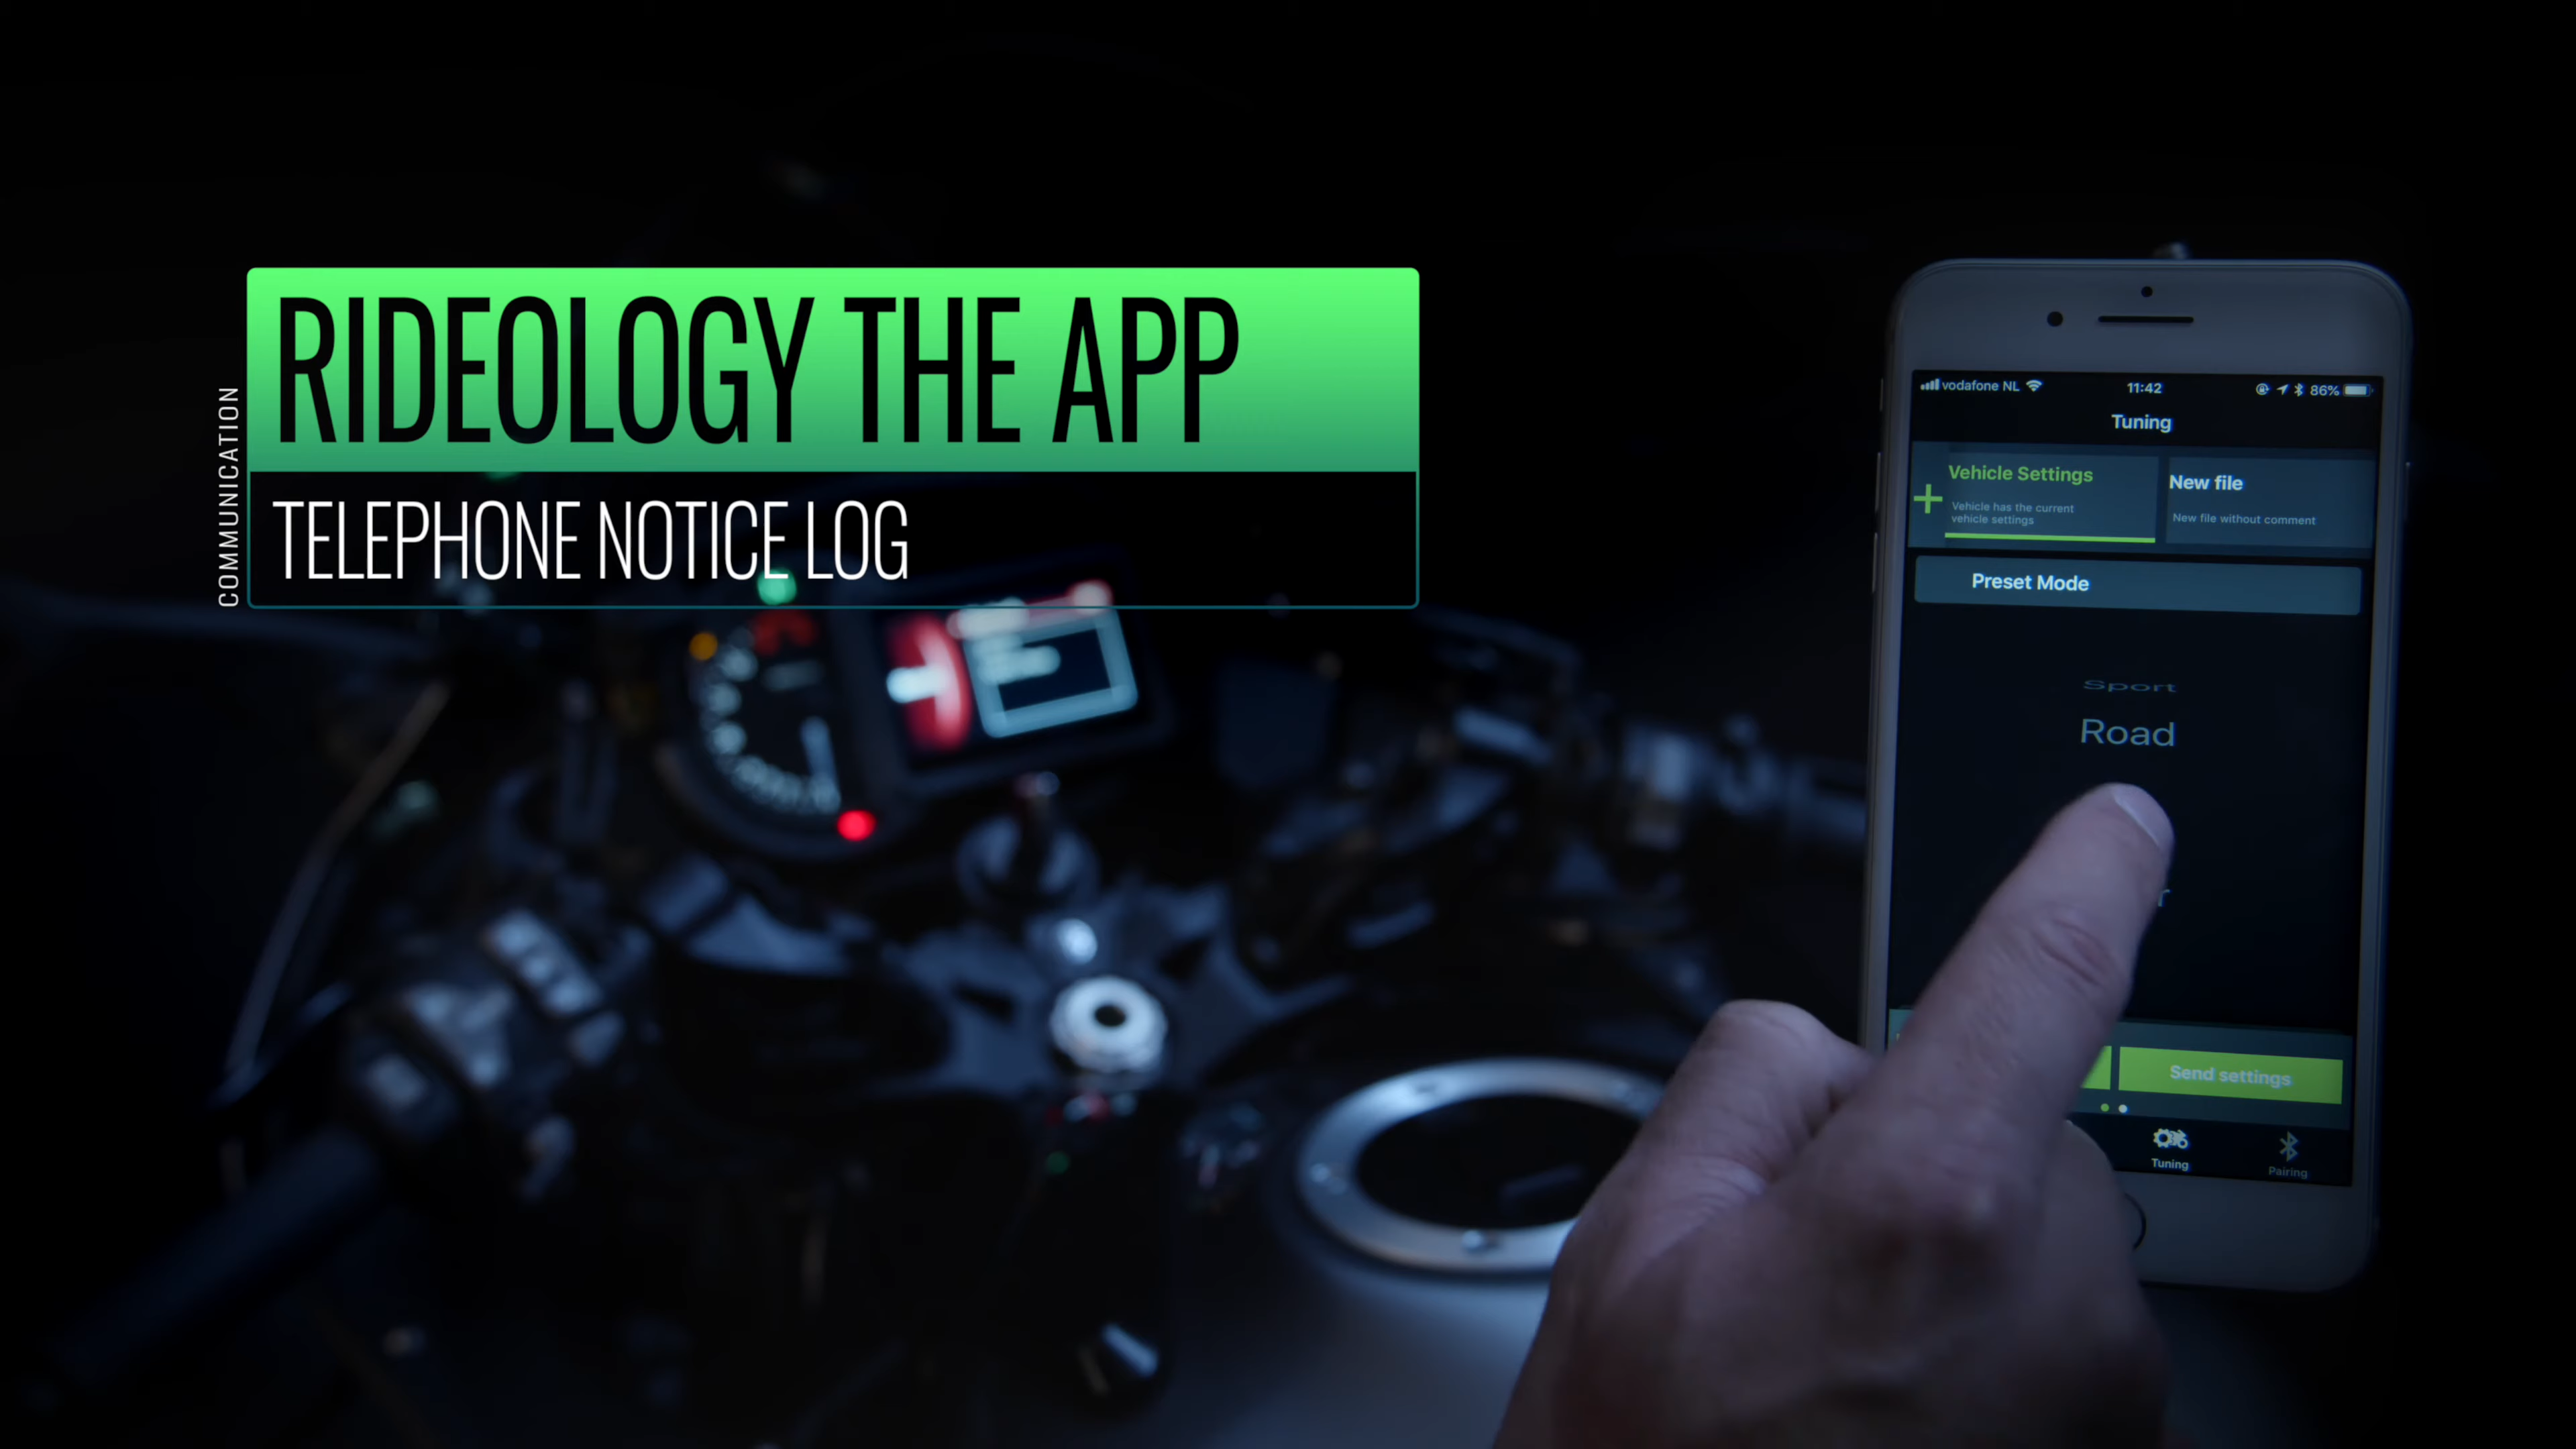 COMMUNICATION
RIDEOLOGY THE APP
TELEPHONE NOTICE LOG
vodafone NL
11:42
86%
Tuning
Vehicle Settings
Vehicle has the current
vehicle settings
New file
New file without comment
Preset Mode
Sport
Road
Send settings
Tuning
Pairing